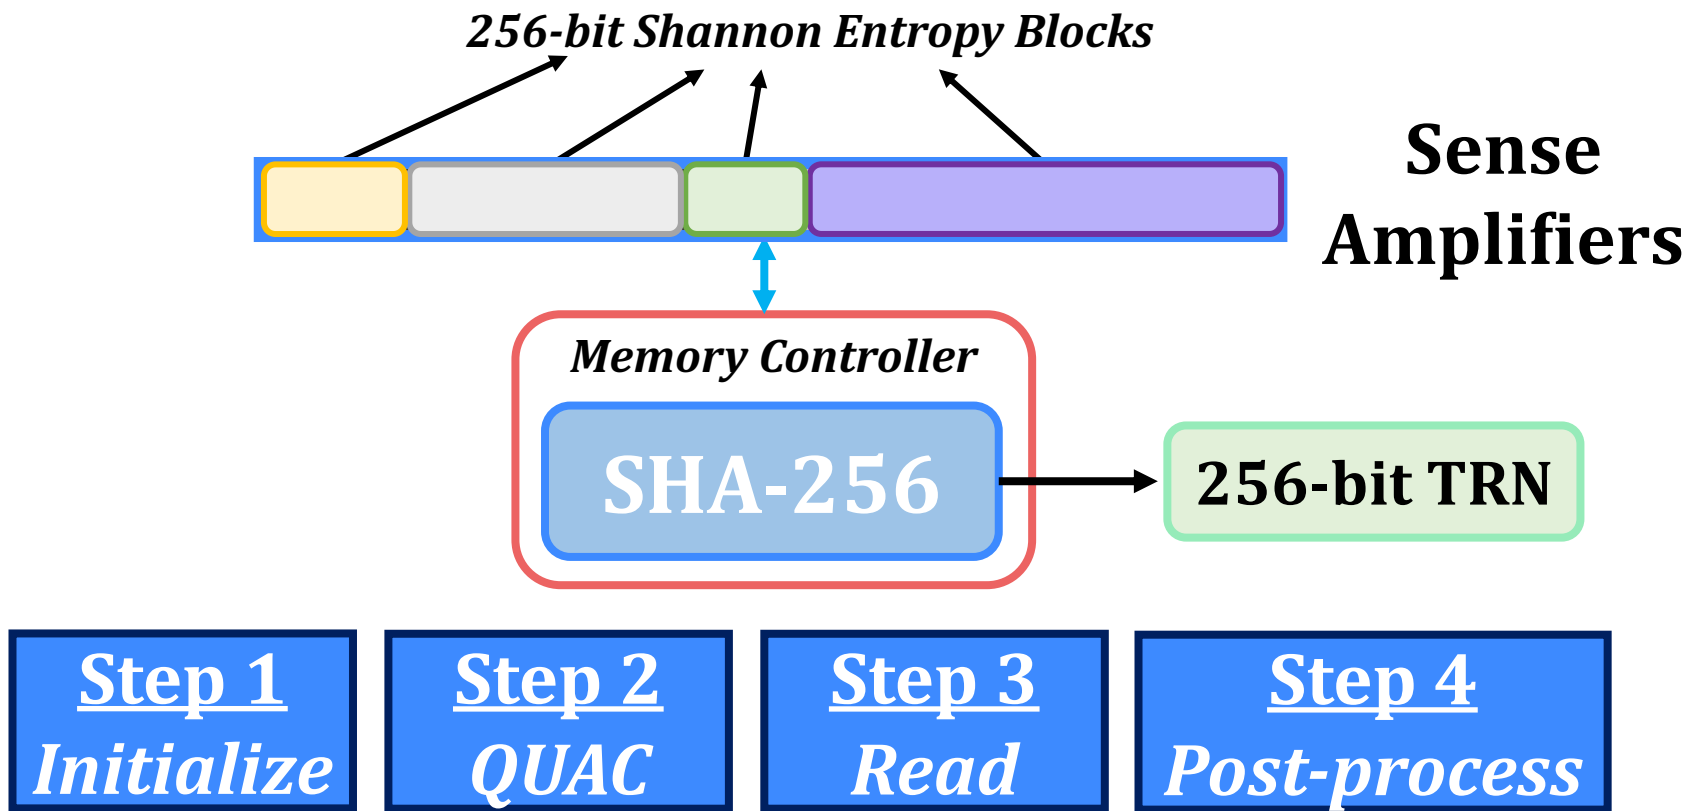 256-bit Shannon Entropy Blocks
Sense
Amplifiers
Memory Controller
SHA-256
256-bit TRN
Step 1
Initialize
Step 2
QUAC
Step 3
Read
Step 4
Post-process